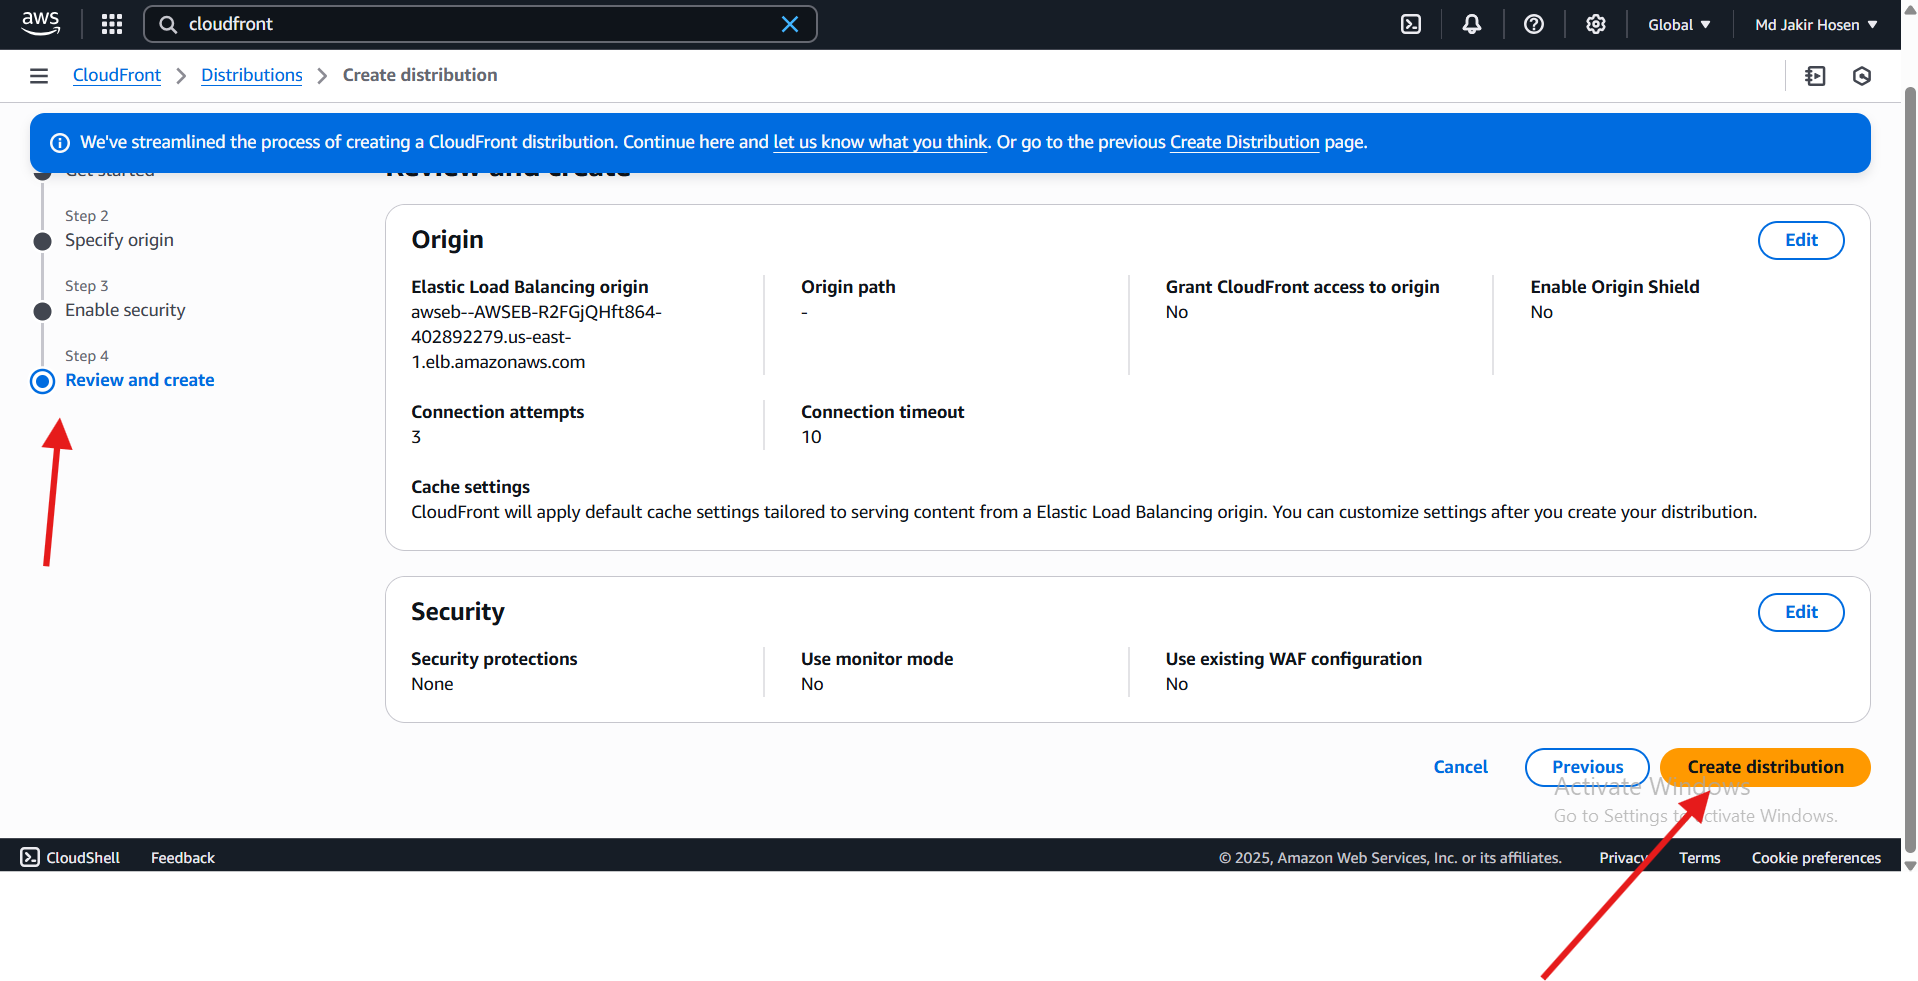 aws
cloudfront
Global
Md Jakir Hosen
CloudFront
Distributions
Create distribution
We've streamlined the process of creating a CloudFront distribution. Continue here and let us know what you think. Or go to the previous Create Distribution page.
Get started
Review and create
Step 2
Specify origin
Step 3
Enable security
Step 4
Review and create
Origin
Edit
Elastic Load Balancing origin
awseb--AWSEB-R2FGjQHft864-
402892279.us-east-
1.elb.amazonaws.com
Origin path
-
Grant CloudFront access to origin
No
Enable Origin Shield
No
Connection attempts
3
Connection timeout
10
Cache settings
CloudFront will apply default cache settings tailored to serving content from a Elastic Load Balancing origin. You can customize settings after you create your distribution.
Security
Edit
Security protections
None
Use monitor mode
No
Use existing WAF configuration
No
Cancel
Previous
Create distribution
Activate Windows
Go to Settings to activate Windows.
CloudShell
Feedback
© 2025, Amazon Web Services, Inc. or its affiliates.
Privacy
Terms
Cookie preferences